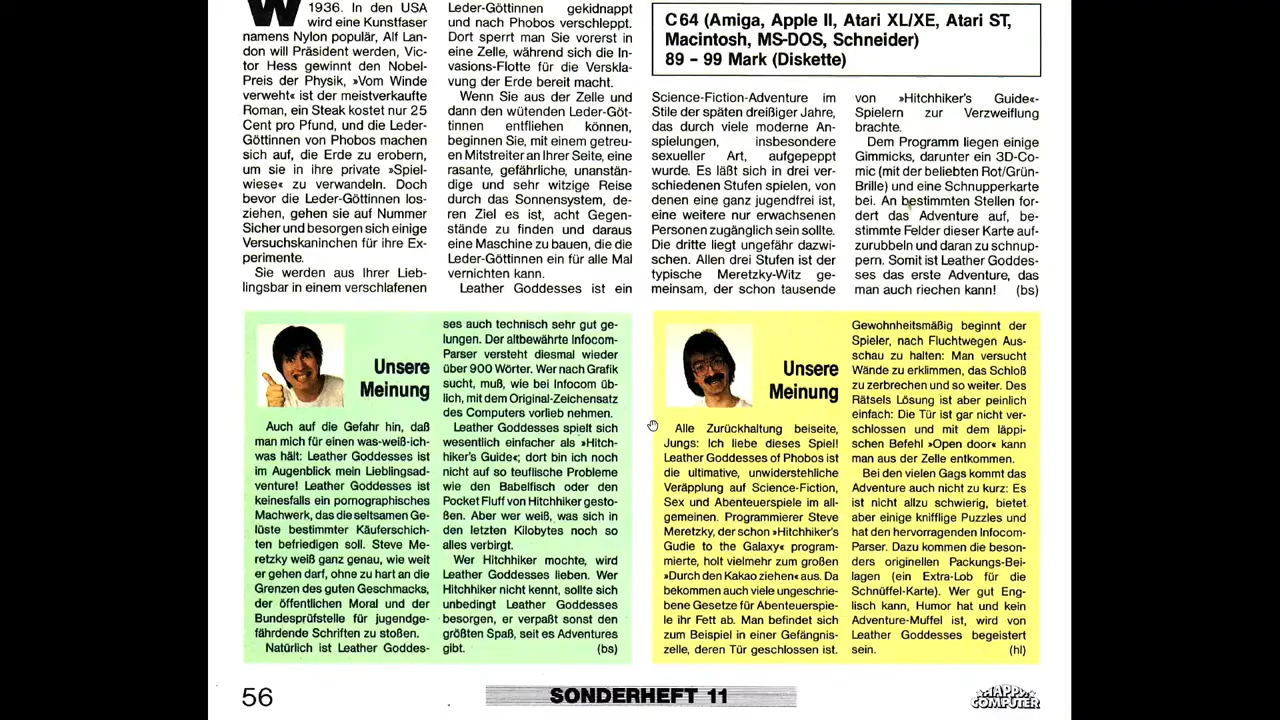 W 1936. In den USA
wird eine Kunstfaser
namens Nylon populär, Alf Lan-
don will Präsident werden, Vic-
tor Hess gewinnt den Nobel-
Preis der Physik, »Vom Winde
verweht« ist der meistverkaufte
Roman, ein Steak kostet nur 25
Cent pro Pfund, und die Leder-
Göttinnen von Phobos machen
sich auf, die Erde zu erobern,
um sie in ihre private »Spiel-
wiese« zu verwandeln. Doch
bevor die Leder-Göttinnen los-
ziehen, gehen sie auf Nummer
Sicher und besorgen sich einige
Versuchskaninchen für ihre Ex-
perimente.
Sie werden aus Ihrer Lieb-
lingsbar in einem verschlafenen
Leder-Göttinnen gekidnappt
und nach Phobos verschleppt.
Dort sperrt man Sie vorerst in
eine Zelle, während sich die In-
vasions-Flotte für die Verskla-
vung der Erde bereit macht.
Wenn Sie aus der Zelle und
dann den wütenden Leder-Göt-
tinnen entfliehen können,
beginnen Sie, mit einem getreu-
en Mitstreiter an Ihrer Seite, eine
rasante, gefährliche, unanstän-
dige und sehr witzige Reise
durch das Sonnensystem, de-
ren Ziel es ist, acht Gegen-
stände zu finden und daraus
eine Maschine zu bauen, die die
Leder-Göttinnen ein für alle Mal
vernichten kann.
Leather Goddesses ist ein
C 64 (Amiga, Apple II, Atari XL/XE, Atari ST,
Macintosh, MS-DOS, Schneider)
89 – 99 Mark (Diskette)
Science-Fiction-Adventure im
Stile der späten dreißiger Jahre,
das durch viele moderne An-
spielungen, insbesondere
sexueller Art, aufgepeppt
wurde. Es läßt sich in drei ver-
schiedenen Stufen spielen, von
denen eine ganz jugendfrei ist,
eine weitere nur erwachsenen
Personen zugänglich sein sollte.
Die dritte liegt ungefähr dazwi-
schen. Allen drei Stufen ist der
typische Meretzky-Witz ge-
meinsam, der schon tausende
von »Hitchhiker's Guide«-
Spielern zur Verzweiflung
brachte.
Dem Programm liegen einige
Gimmicks, darunter ein 3D-Co-
mic (mit der beliebten Rot/Grün-
Brille) und eine Schnupperkarte
bei. An bestimmten Stellen for-
dert das Adventure auf, be-
stimmte Felder dieser Karte auf-
zurubbeln und daran zu schnup-
pern. Somit ist Leather Goddes-
ses das erste Adventure, das
man auch riechen kann! (bs)
Unsere
Meinung
Auch auf die Gefahr hin, daß
man mich für einen was-weiß-ich-
was hält: Leather Goddesses ist
im Augenblick mein Lieblingsad-
venture! Leather Goddesses ist
keinesfalls ein pornographisches
Machwerk, das die seltsamen Ge-
lüste bestimmter Käuferschich-
ten befriedigen soll. Steve Me-
retzky weiß ganz genau, wie weit
er gehen darf, ohne zu hart an die
Grenzen des guten Geschmacks,
der öffentlichen Moral und der
Bundesprüfstelle für jugendge-
fährdende Schriften zu stoßen.
Natürlich ist Leather Goddes-
ses auch technisch sehr gut ge-
lungen. Der altbewährte Infocom-
Parser versteht diesmal wieder
über 900 Wörter. Wer nach Grafik
sucht, muß, wie bei Infocom üb-
lich, mit dem Original-Zeichensatz
des Computers vorlieb nehmen.
Leather Goddesses spielt sich
wesentlich einfacher als »Hitch-
hiker's Guide«; dort bin ich noch
nicht auf so teuflische Probleme
wie den Babelfisch oder den
Pocket Fluff von Hitchhiker gesto-
ßen. Aber wer weiß, was sich in
den letzten Kilobytes noch so
alles verbirgt.
Wer Hitchhiker mochte, wird
Leather Goddesses lieben. Wer
Hitchhiker nicht kennt, sollte sich
unbedingt Leather Goddesses
besorgen, er verpaßt sonst den
größten Spaß, seit es Adventures
gibt. (bs)
Unsere
Meinung
Alle Zurückhaltung beiseite,
Jungs: Ich liebe dieses Spiel!
Leather Goddesses of Phobos ist
die ultimative, unwiderstehliche
Veräpplung auf Science-Fiction,
Sex und Abenteuerspiele im all-
gemeinen. Programmierer Steve
Meretzky, der schon »Hitchhiker's
Gudie to the Galaxy« program-
mierte, holt vielmehr zum großen
»Durch den Kakao ziehen« aus. Da
bekommen auch viele ungeschrie-
bene Gesetze für Abenteuerspie-
le ihr Fett ab. Man befindet sich
zum Beispiel in einer Gefängnis-
zelle, deren Tür geschlossen ist.
Gewohnheitsmäßig beginnt der
Spieler, nach Fluchtwegen Aus-
schau zu halten: Man versucht
Wände zu erklimmen, das Schloß
zu zerbrechen und so weiter. Des
Rätsels Lösung ist aber peinlich
einfach: Die Tür ist gar nicht ver-
schlossen und mit dem läppi-
schen Befehl »Open door« kann
man aus der Zelle entkommen.
Bei den vielen Gags kommt das
Adventure auch nicht zu kurz: Es
ist nicht allzu schwierig, bietet
aber einige knifflige Puzzles und
hat den hervorragenden Infocom-
Parser. Dazu kommen die beson-
ders originellen Packungs-Bei-
lagen (ein Extra-Lob für die
Schnüffel-Karte). Wer gut Eng-
lisch kann, Humor hat und kein
Adventure-Muffel ist, wird von
Leather Goddesses begeistert
sein. (hl)
56
SONDERHEFT 11
HAPPY
COMPUTER